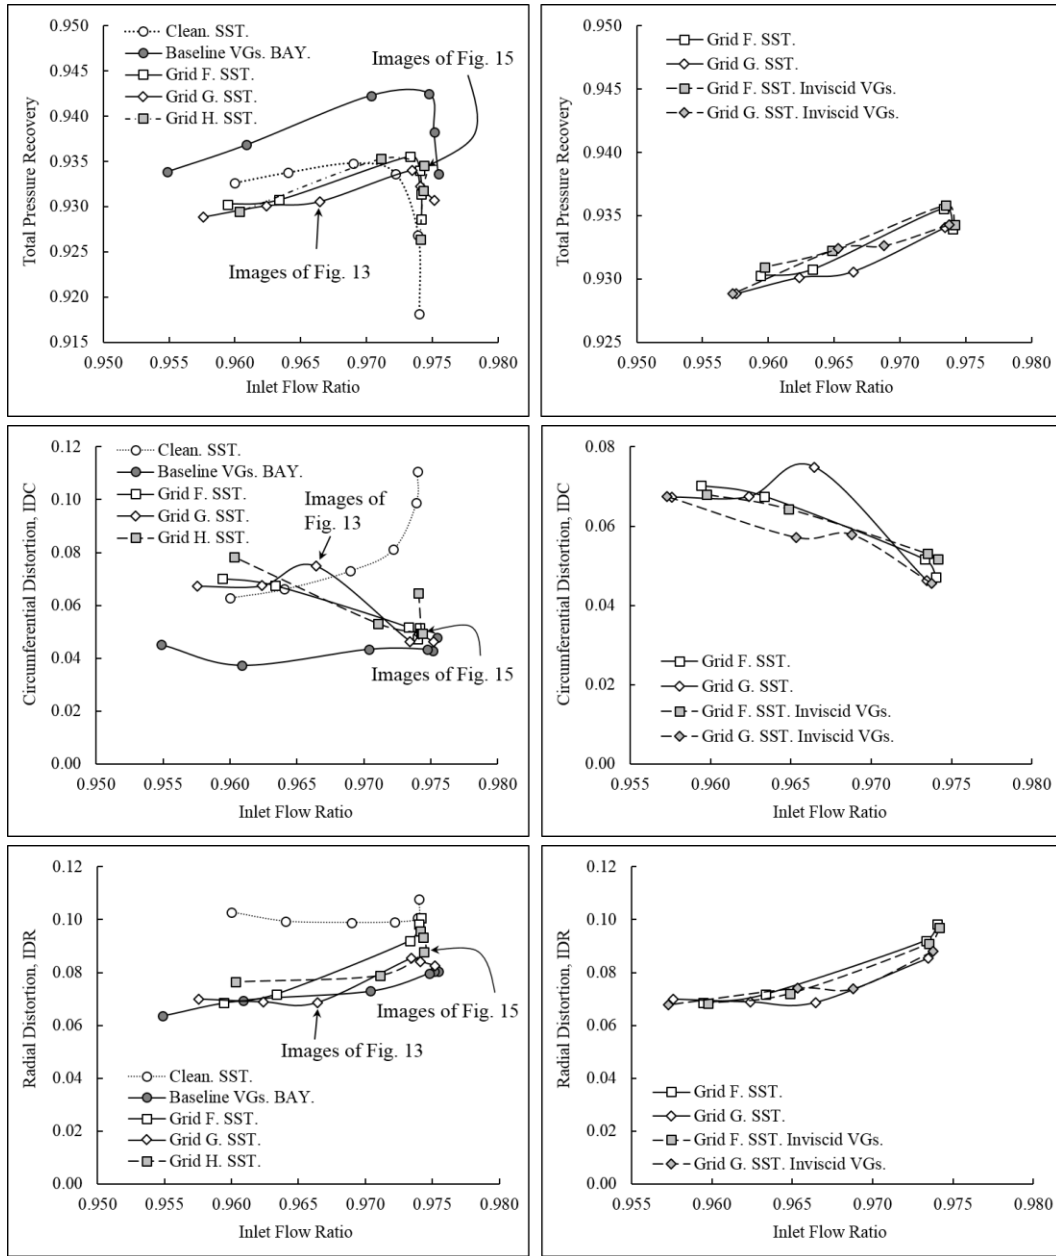 0.950
0.945
0.940
0.935
0.930
0.925
0.920
0.915
Total Pressure Recovery
Clean. SST.
Baseline VGs. BAY.
Grid F. SST.
Grid G. SST.
Grid H. SST.
Images of Fig. 15
Images of Fig. 13
0.950 0.955 0.960 0.965 0.970 0.975 0.980
Inlet Flow Ratio
0.950
0.945
0.940
0.935
0.930
0.925
Total Pressure Recovery
Grid F. SST.
Grid G. SST.
Grid F. SST. Inviscid VGs.
Grid G. SST. Inviscid VGs.
0.950 0.955 0.960 0.965 0.970 0.975 0.980
Inlet Flow Ratio
0.12
0.10
0.08
0.06
0.04
0.02
0.00
Circumferential Distortion, IDC
Clean. SST.
Baseline VGs. BAY.
Grid F. SST.
Grid G. SST.
Grid H. SST.
Images of
Fig. 13
Images of Fig. 15
0.950 0.955 0.960 0.965 0.970 0.975 0.980
Inlet Flow Ratio
0.08
0.06
0.04
0.02
0.00
Circumferential Distortion, IDC
Grid F. SST.
Grid G. SST.
Grid F. SST. Inviscid VGs.
Grid G. SST. Inviscid VGs.
0.955 0.960 0.965 0.970 0.975 0.980
Inlet Flow Ratio
0.12
0.10
0.08
0.06
0.04
0.02
0.00
Radial Distortion, IDR
Images of Fig. 15
Images of Fig. 13
Clean. SST.
Baseline VGs. BAY.
Grid F. SST.
Grid G. SST.
Grid H. SST.
0.950 0.955 0.960 0.965 0.970 0.975 0.980
Inlet Flow Ratio
0.12
0.10
0.08
0.06
0.04
0.02
0.00
Radial Distortion, IDR
Grid F. SST.
Grid G. SST.
Grid F. SST. Inviscid VGs.
Grid G. SST. Inviscid VGs.
0.955 0.960 0.965 0.970 0.975 0.980
Inlet Flow Ratio